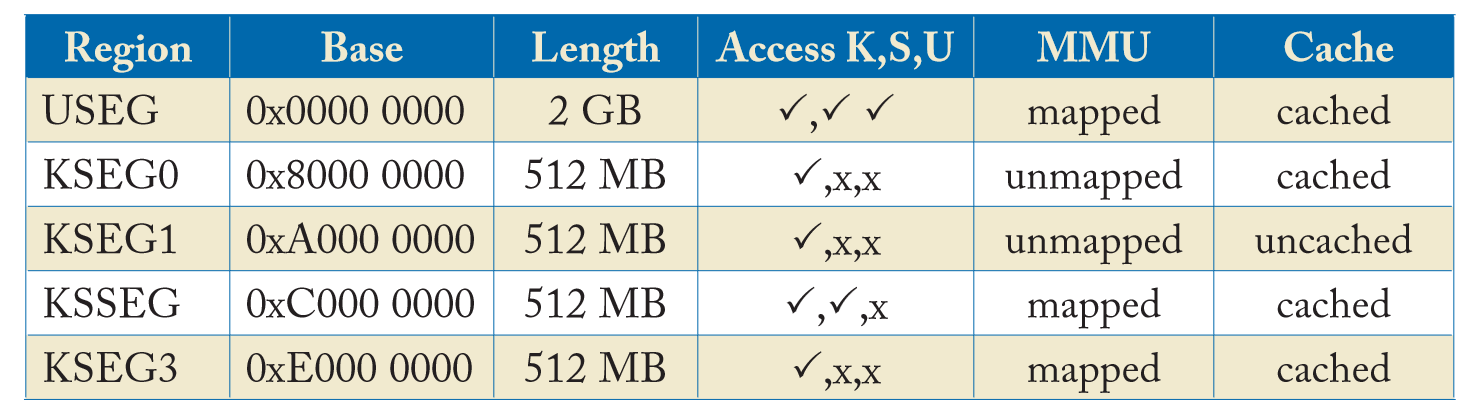 Region Base Length Access K,S,U MMU Cache
USEG 0x0000 0000 2 GB ✓,✓ ✓ mapped cached
KSEG0 0x8000 0000 512 MB ✓,x,x unmapped cached
KSEG1 0xA000 0000 512 MB ✓,x,x unmapped uncached
KSSEG 0xC000 0000 512 MB ✓,✓,x mapped cached
KSEG3 0xE000 0000 512 MB ✓,x,x mapped cached